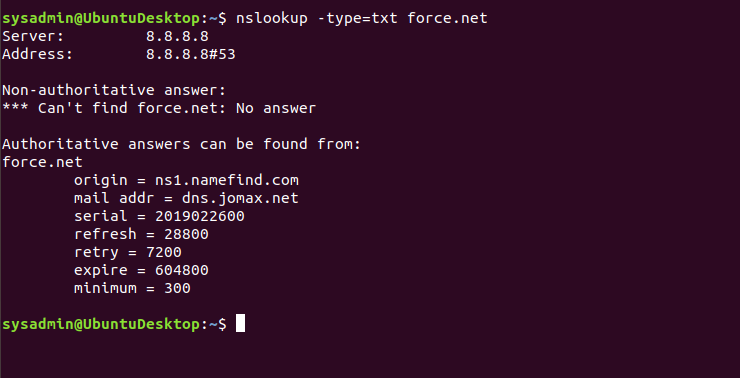 sysadmin@UbuntuDesktop:~$ nslookup -type=txt force.net
Server:         8.8.8.8
Address:        8.8.8.8#53

Non-authoritative answer:
*** Can't find force.net: No answer

Authoritative answers can be found from:
force.net
        origin = ns1.namefind.com
        mail addr = dns.jomax.net
        serial = 2019022600
        refresh = 28800
        retry = 7200
        expire = 604800
        minimum = 300

sysadmin@UbuntuDesktop:~$